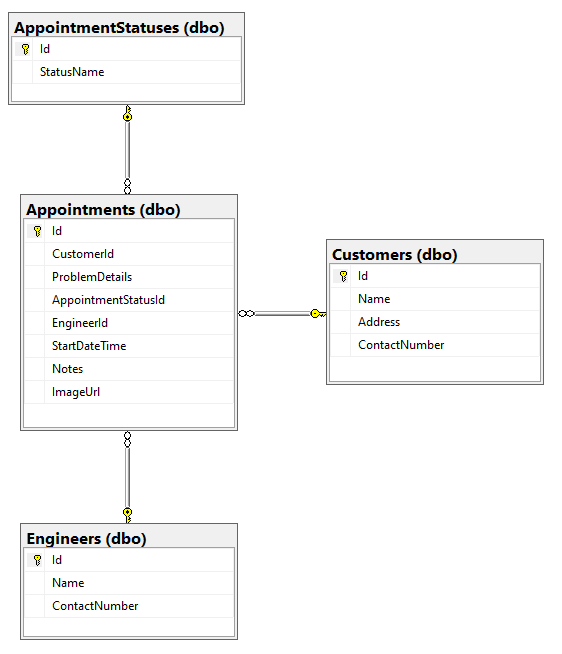 AppointmentStatuses (dbo)
Id
StatusName
Appointments (dbo)
Id
CustomerId
ProblemDetails
AppointmentStatusId
EngineerId
StartDateTime
Notes
ImageUrl
Customers (dbo)
Id
Name
Address
ContactNumber
Engineers (dbo)
Id
Name
ContactNumber